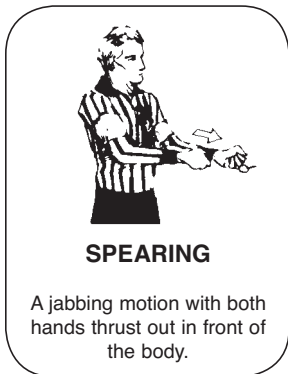 SPEARING
A jabbing motion with both
hands thrust out in front of
the body.